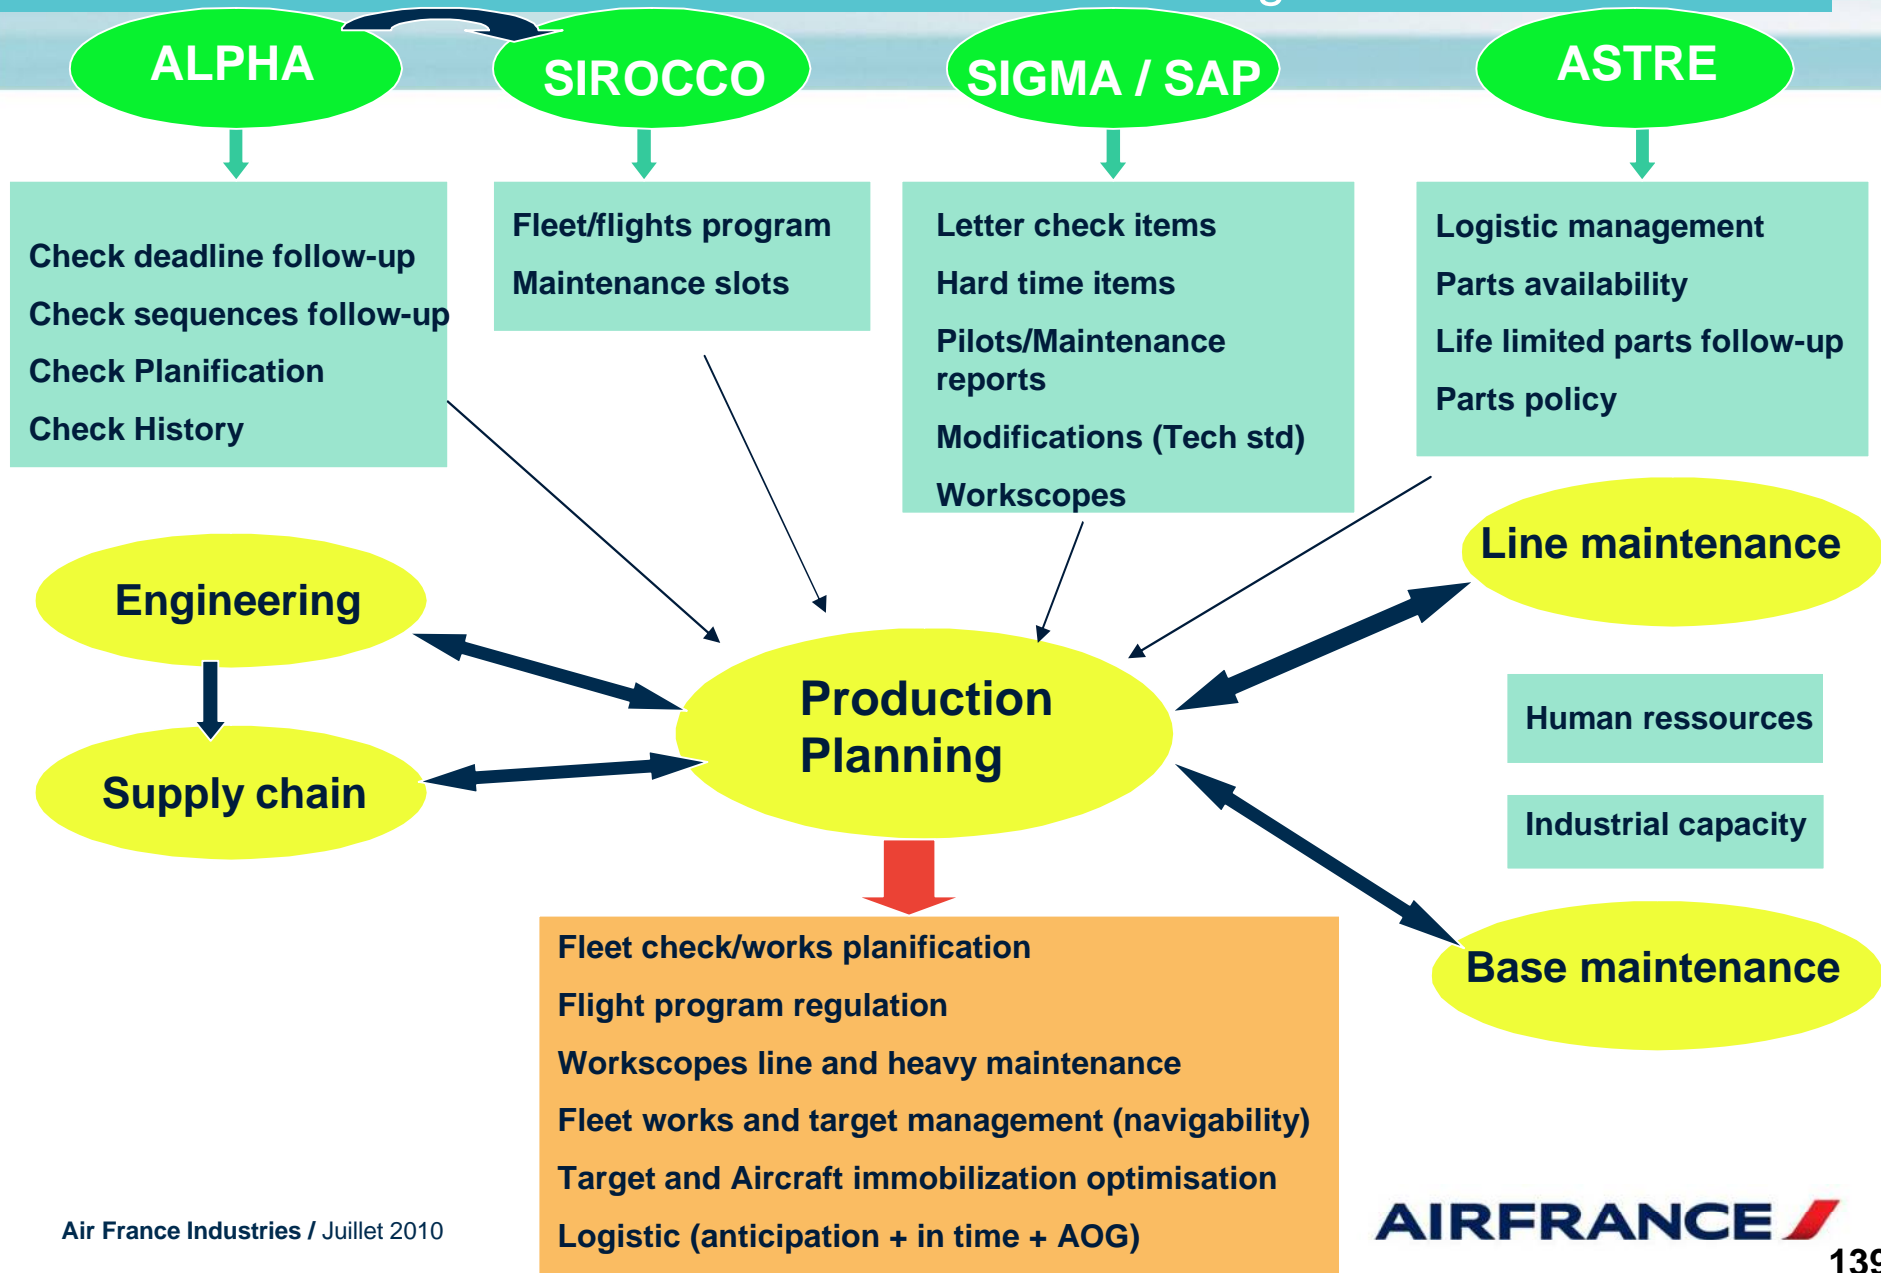 ALPHA
SIROCCO
SIGMA / SAP
ASTRE
Check deadline follow-up
Check sequences follow-up
Check Planification
Check History
Fleet/flights program
Maintenance slots
Letter check items
Hard time items
Pilots/Maintenance
reports
Modifications (Tech std)
Workscopes
Logistic management
Parts availability
Life limited parts follow-up
Parts policy
Engineering
Supply chain
Production
Planning
Line maintenance
Human ressources
Industrial capacity
Base maintenance
Fleet check/works planification
Flight program regulation
Workscopes line and heavy maintenance
Fleet works and target management (navigability)
Target and Aircraft immobilization optimisation
Logistic (anticipation + in time + AOG)
Air France Industries / Juillet 2010
AIRFRANCE
139